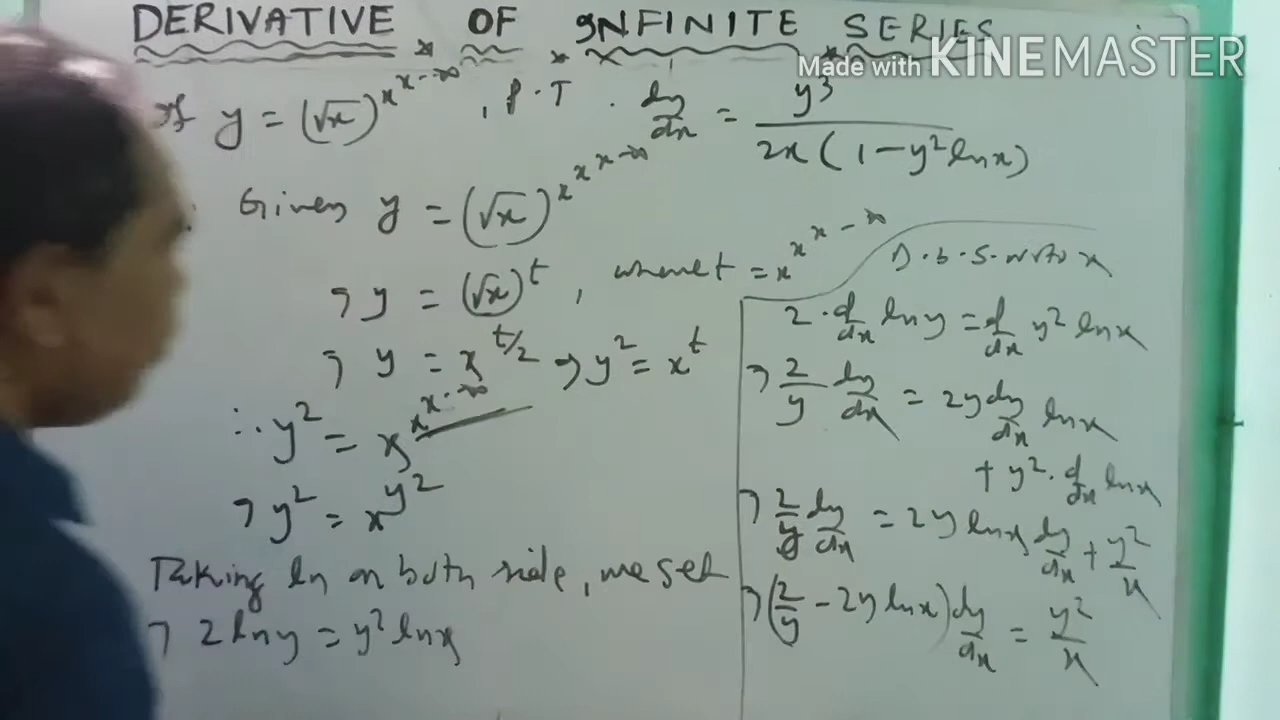 DERIVATIVE OF INFINITE SERIES
Made with KINEMASTER
If y = (√x)^x^x--∞, P.T. dy/dx = y³/2x(1-y² ln x)
Given y = (√x)^x^x^x--∞
⇒ y = (√x)^t, where t = x^x^x--∞
⇒ y = x^t/2 ⇒ y² = x^t
∴ y² = x^x^x--∞
⇒ y² = x^y²
Taking ln on both side, we get
⇒ 2 ln y = y² ln x
D.b.S.w.r.to x
2·d/dx ln y = d/dx y² ln x
⇒ 2/y dy/dx = 2y dy/dx ln x
+ y²·d/dx ln x
⇒ 2/y dy/dx = 2y ln x dy/dx + y²/x
⇒ (2/y - 2y ln x) dy/dx = y²/x